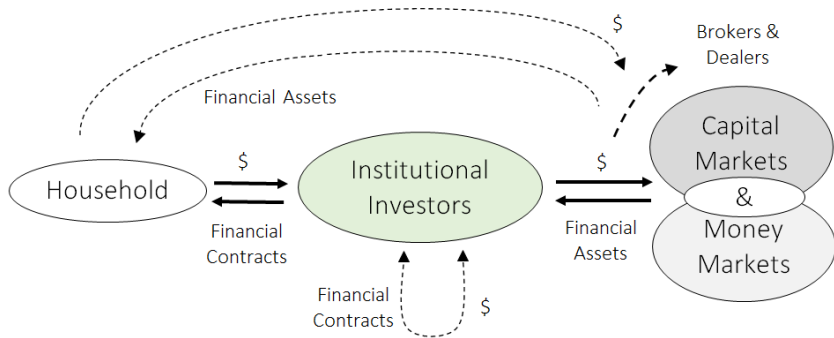 $
Brokers &
Dealers
Financial Assets
Capital
Markets
&
Money
Markets
Household
$
Financial
Contracts
Institutional
Investors
$
Financial
Assets
Financial
Contracts
$